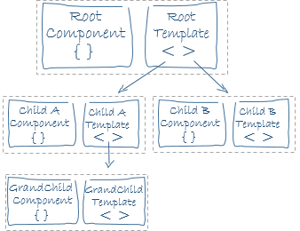 Root
Component
{ }
Root
Template
< >
Child A
Component
{ }
Child A
Template
< >
Child B
Component
{ }
Child B
Template
< >
GrandChild
Component
{ }
GrandChild
Template
< >